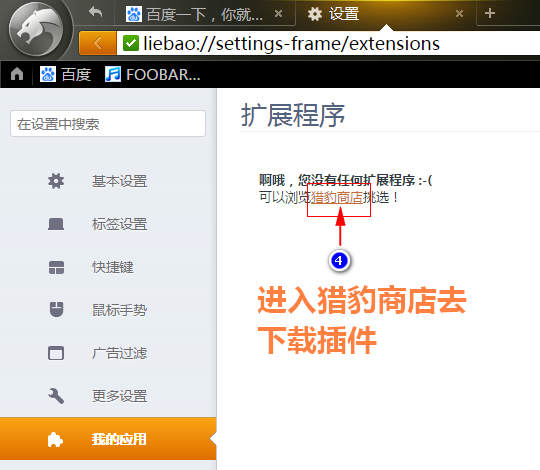 百度一下，你就...
设置
liebao://settings-frame/extensions
百度
FOOBAR...
在设置中搜索
基本设置
标签设置
快捷键
鼠标手势
广告过滤
更多设置
我的应用
扩展程序
啊哦，您没有任何扩展程序 :-(
可以浏览猎豹商店挑选！
4
进入猎豹商店去
下载插件